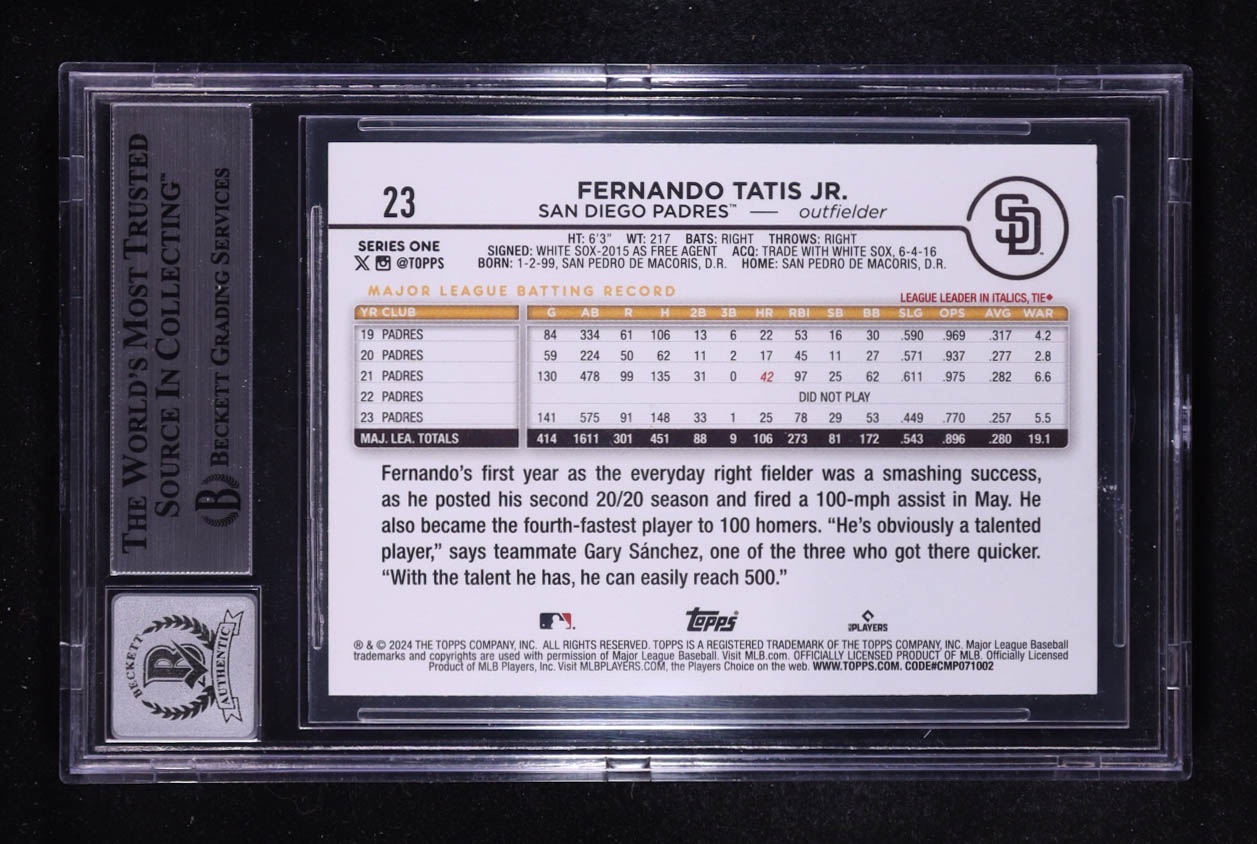 THE WORLD'S MOST TRUSTED
SOURCE IN COLLECTING™
BECKETT GRADING SERVICES
BECKETT
B
AUTHENTIC
23
FERNANDO TATIS JR.
SAN DIEGO PADRES™ — outfielder
SD
SERIES ONE
@TOPPS
HT: 6'3" WT: 217 BATS: RIGHT THROWS: RIGHT
SIGNED: WHITE SOX-2015 AS FREE AGENT ACQ: TRADE WITH WHITE SOX, 6-4-16
BORN: 1-2-99, SAN PEDRO DE MACORIS, D.R. HOME: SAN PEDRO DE MACORIS, D.R.
MAJOR LEAGUE BATTING RECORD
LEAGUE LEADER IN ITALICS, TIE◆
YR CLUB G AB R H 2B 3B HR RBI SB BB SLG OPS AVG WAR
19 PADRES 84 334 61 106 13 6 22 53 16 30 .590 .969 .317 4.2
20 PADRES 59 224 50 62 11 2 17 45 11 27 .571 .937 .277 2.8
21 PADRES 130 478 99 135 31 0 42 97 25 62 .611 .975 .282 6.6
22 PADRES DID NOT PLAY
23 PADRES 141 575 91 148 33 1 25 78 29 53 .449 .770 .257 5.5
MAJ. LEA. TOTALS 414 1611 301 451 88 9 106 273 81 172 .543 .896 .280 19.1
Fernando's first year as the everyday right fielder was a smashing success,
as he posted his second 20/20 season and fired a 100-mph assist in May. He
also became the fourth-fastest player to 100 homers. "He's obviously a talented
player," says teammate Gary Sánchez, one of the three who got there quicker.
"With the talent he has, he can easily reach 500."
topps
PLAYERS
® & © 2024 THE TOPPS COMPANY, INC. ALL RIGHTS RESERVED. TOPPS IS A REGISTERED TRADEMARK OF THE TOPPS COMPANY, INC. Major League Baseball
trademarks and copyrights are used with permission of Major League Baseball. Visit MLB.com. OFFICIALLY LICENSED PRODUCT OF MLB. Officially Licensed
Product of MLB Players, Inc. Visit MLBPLAYERS.COM, the Players Choice on the web. WWW.TOPPS.COM. CODE#CMP071002